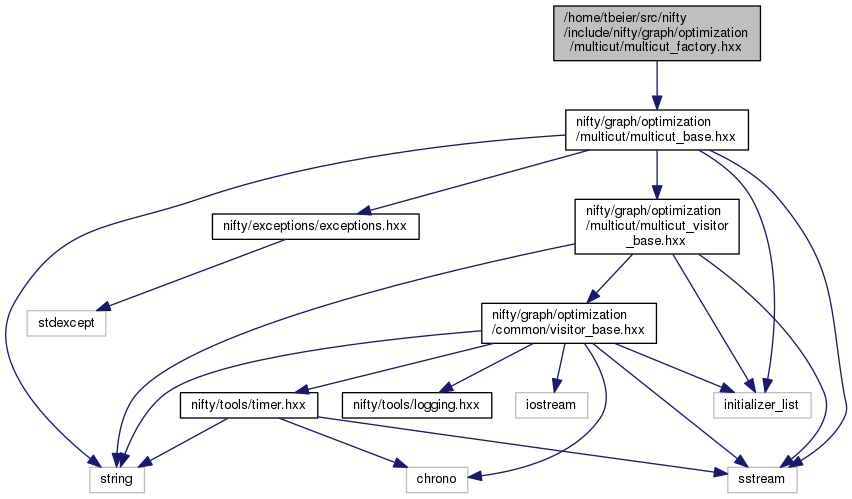 /home/tbeier/src/nifty
/include/nifty/graph/optimization
/multicut/multicut_factory.hxx
nifty/graph/optimization
/multicut/multicut_base.hxx
nifty/exceptions/exceptions.hxx
nifty/graph/optimization
/multicut/multicut_visitor
_base.hxx
stdexcept
nifty/graph/optimization
/common/visitor_base.hxx
nifty/tools/timer.hxx
nifty/tools/logging.hxx
iostream
initializer_list
string
chrono
sstream